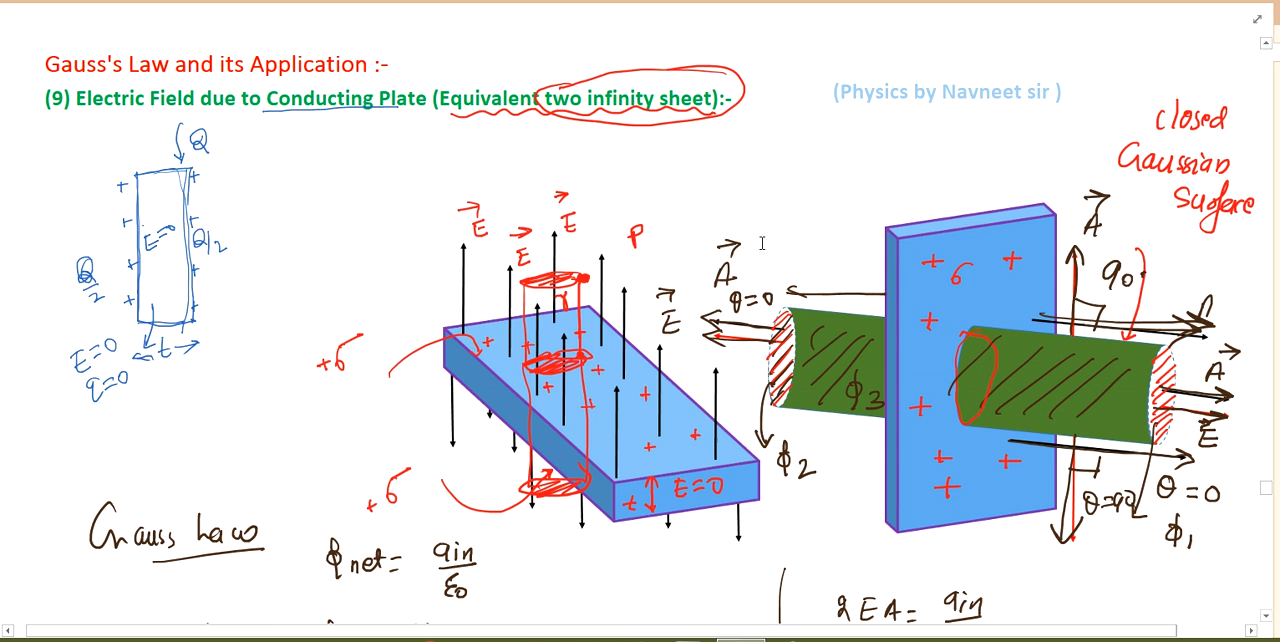 Gauss's Law and its Application :-
(9) Electric Field due to Conducting Plate (Equivalent two infinity sheet):-
(Physics by Navneet sir )
closed
Gaussian
Q
+ +
+ +
E=0
Q/2
Q/2
+ +
+ +
E=0
t
q=0
E
E
E
P
r
+σ
+ + + + + + + + +
+σ
t
E=0
A
θ=0
E
ϕ2
ϕ3
+ σ +
+
+
+ +
+
A
90
A
E
θ=0
ϕ1
Gauss Law
ϕnet = qin
ε0
2EA = qin